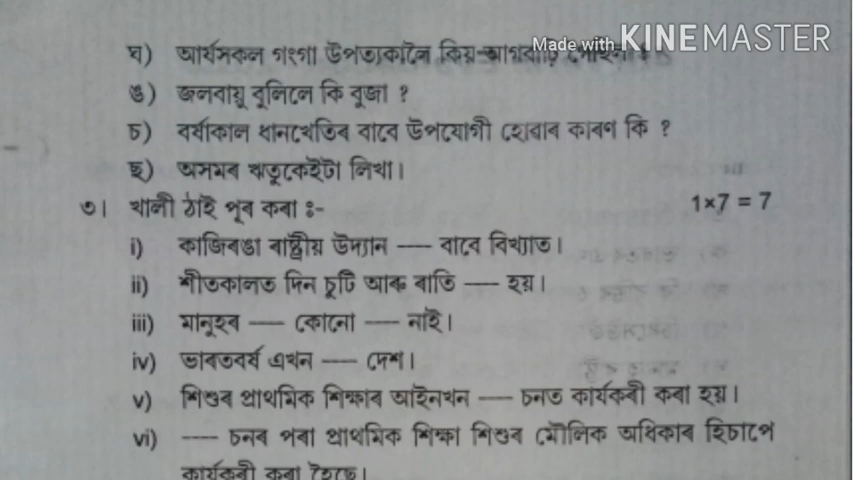 Made with KINEMASTER
ঘ) আৰ্যসকল গংগা উপত্যকালৈ কিয়
ঙ) জলবায়ু বুলিলে কি বুজা ?
চ) বৰ্ষাকাল ধানখেতিৰ বাবে উপযোগী হোৱাৰ কাৰণ কি ?
ছ) অসমৰ ঋতুকেইটা লিখা।
৩। খালী ঠাই পূৰ কৰা ঃ- 1×7 = 7
i) কাজিৰঙা ৰাষ্ট্ৰীয় উদ্যান — বাবে বিখ্যাত।
ii) শীতকালত দিন চুটি আৰু ৰাতি — হয়।
iii) মানুহৰ — কোনো — নাই।
iv) ভাৰতবৰ্ষ এখন — দেশ।
v) শিশুৰ প্ৰাথমিক শিক্ষাৰ আইনখন — চনত কাৰ্যকৰী কৰা হয়।
vi) — চনৰ পৰা প্ৰাথমিক শিক্ষা শিশুৰ মৌলিক অধিকাৰ হিচাপে
কাৰ্যকৰী কৰা হৈছে।